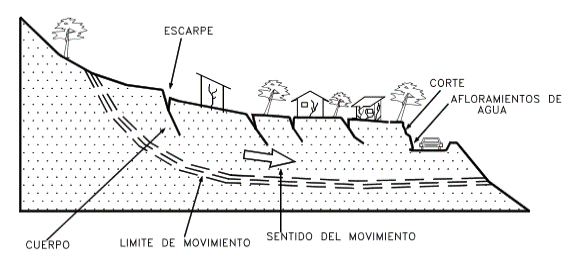 ESCARPE
CORTE
AFLORAMIENTOS DE
AGUA
CUERPO
LIMITE DE MOVIMIENTO
SENTIDO DEL MOVIMIENTO